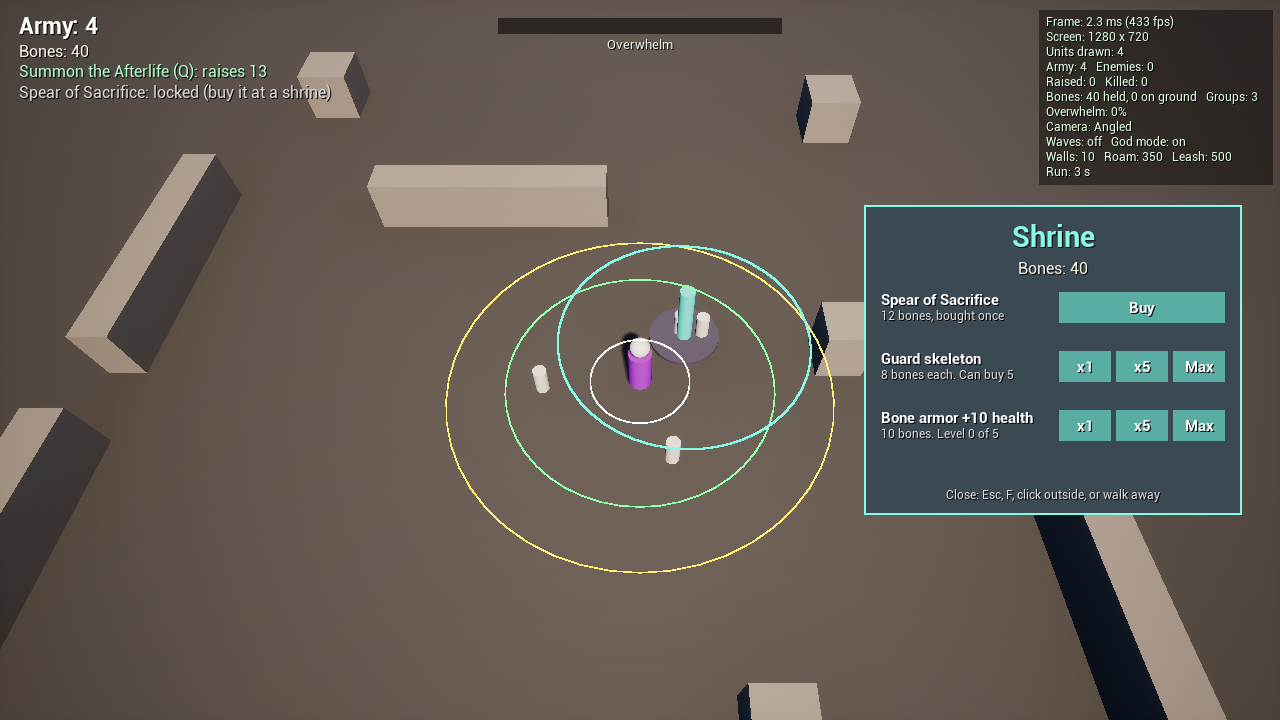 Army: 4
Bones: 40
Summon the Afterlife (Q): raises 13
Spear of Sacrifice: locked (buy it at a shrine)
Overwhelm
Frame: 2.3 ms (433 fps)
Screen: 1280 x 720
Units drawn: 4
Army: 4 Enemies: 0
Raised: 0 Killed: 0
Bones: 40 held, 0 on ground Groups: 3
Overwhelm: 0%
Camera: Angled
Waves: off God mode: on
Walls: 10 Roam: 350 Leash: 500
Run: 3 s
Shrine
Bones: 40
Spear of Sacrifice
12 bones, bought once
Buy
Guard skeleton
8 bones each. Can buy 5
x1 x5 Max
Bone armor +10 health
10 bones. Level 0 of 5
x1 x5 Max
Close: Esc, F, click outside, or walk away